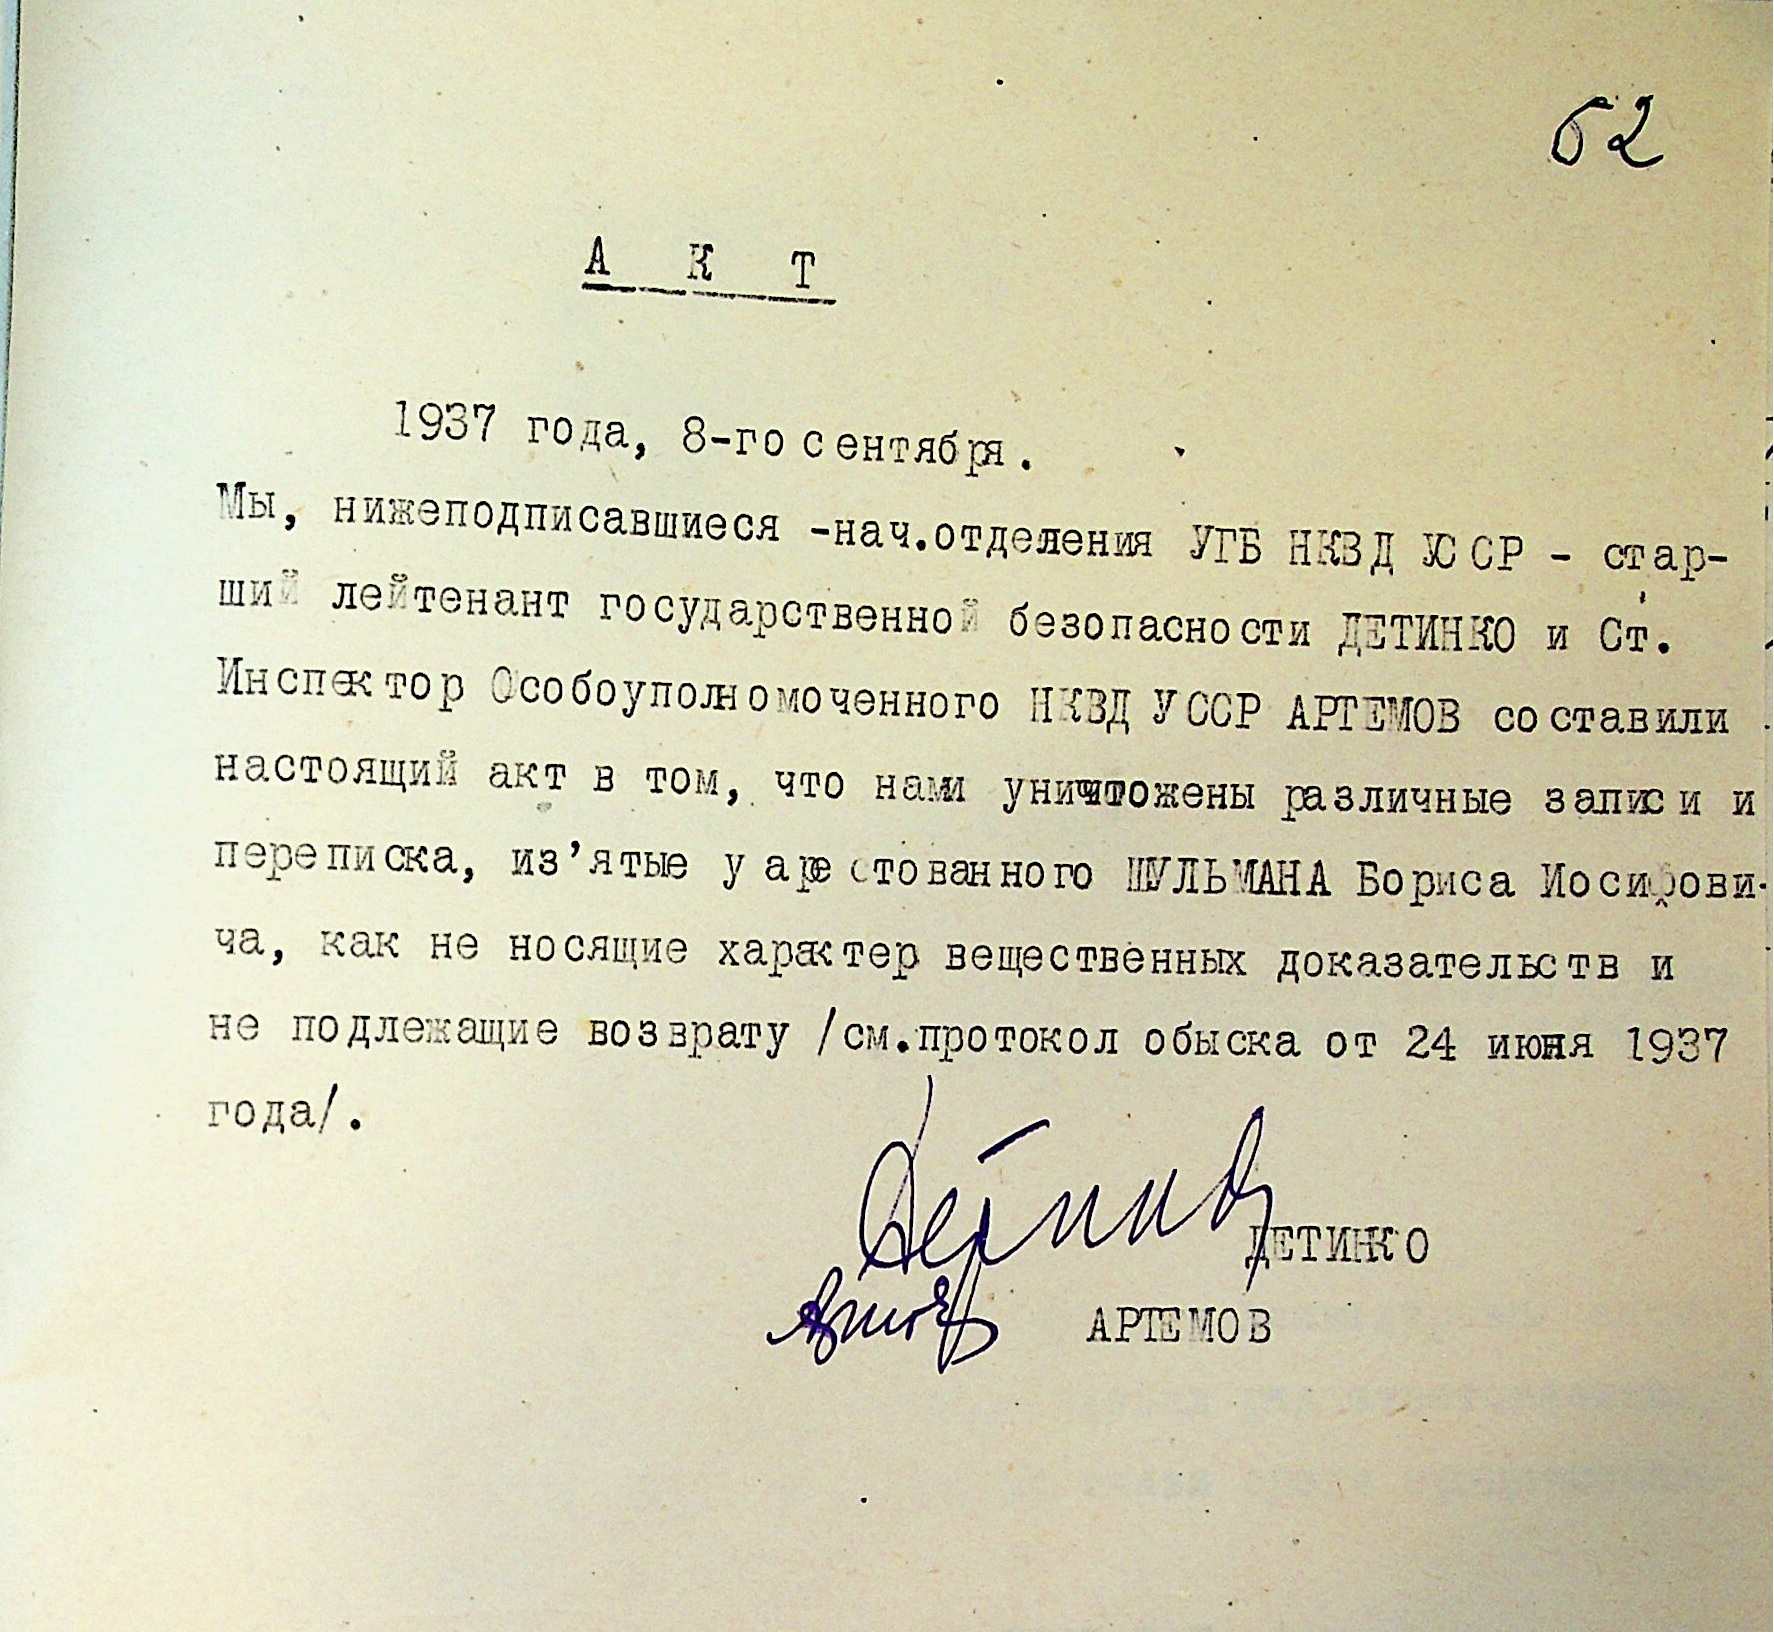 62
А К Т
1937 года, 8-го сентября.
Мы, нижеподписавшиеся -нач.отделения УГБ НКВД УССР - стар-
ший лейтенант государственной безопасности ДЕТИНКО и Ст.
Инспектор Особоуполномоченного НКВД УССР АРТЕМОВ составили
настоящий акт в том, что нами уничтожены различные записи и
переписка, из’ятые у арестованного ШУЛЬМАНА Бориса Иосифови-
ча, как не носящие характер вещественных доказательств и
не подлежащие возврату /см.протокол обыска от 24 июня 1937
года/.
ДЕТИНКО
АРТЕМОВ